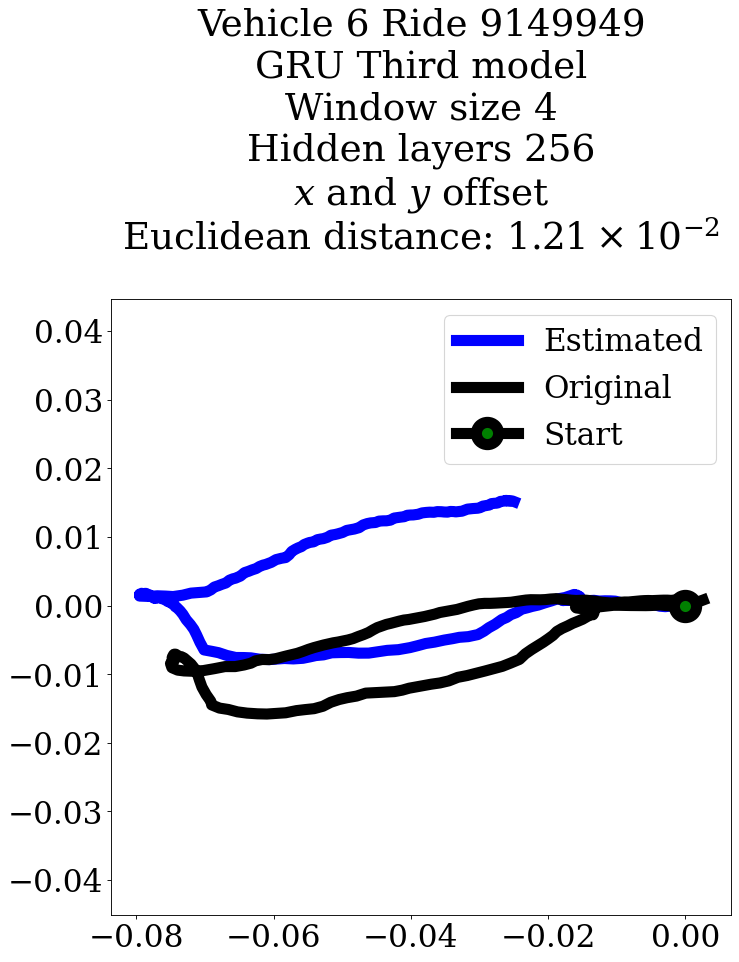 Vehicle 6 Ride 9149949
GRU Third model
Window size 4
Hidden layers 256
x and y offset
Euclidean distance: 1.21 × 10⁻²
Estimated
Original
Start
0.04
0.03
0.02
0.01
0.00
−0.01
−0.02
−0.03
−0.04
−0.08 −0.06 −0.04 −0.02 0.00